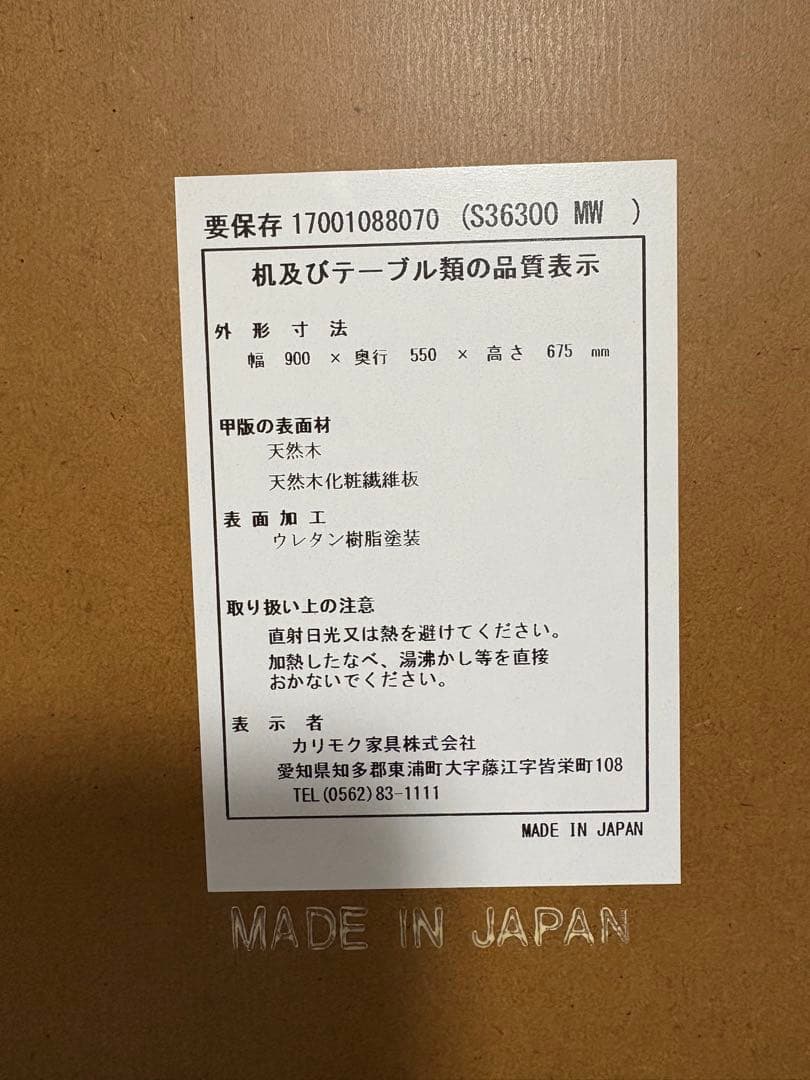 要保存 17001088070 (S36300 MW )
机及びテーブル類の品質表示
外形寸法
幅 900 × 奥行 550 × 高さ 675 mm
甲版の表面材
天然木
天然木化粧繊維板
表面加工
ウレタン樹脂塗装
取り扱い上の注意
直射日光又は熱を避けてください。
加熱したなべ、湯沸かし等を直接
おかないでください。
表示者
カリモク家具株式会社
愛知県知多郡東浦町大字藤江字皆栄町108
TEL(0562)83-1111
MADE IN JAPAN
MADE IN JAPAN